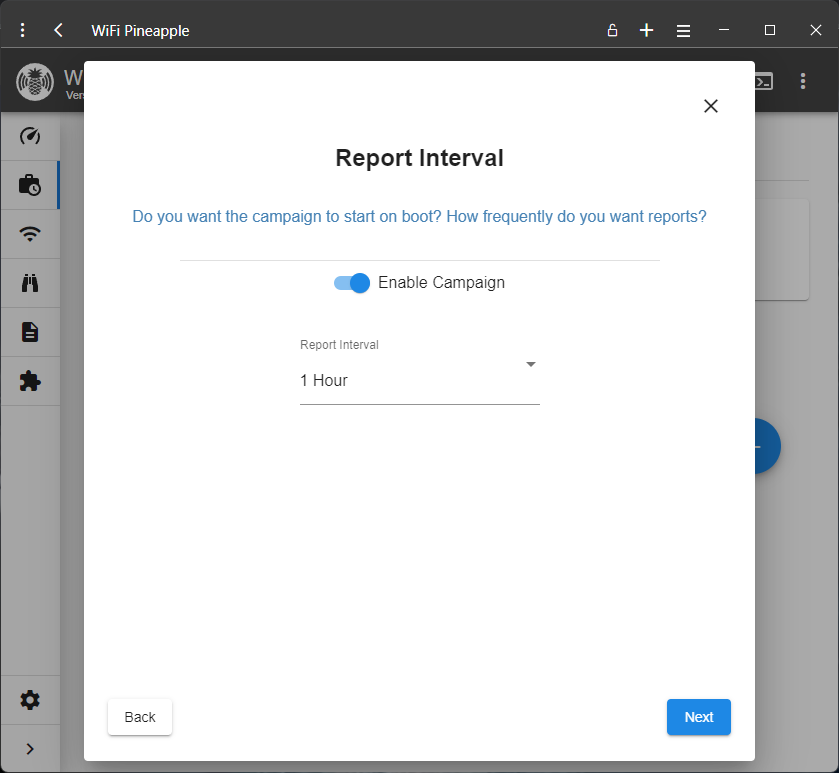 WiFi Pineapple
W
Ver
Report Interval
Do you want the campaign to start on boot? How frequently do you want reports?
Enable Campaign
Report Interval
1 Hour
Back
Next